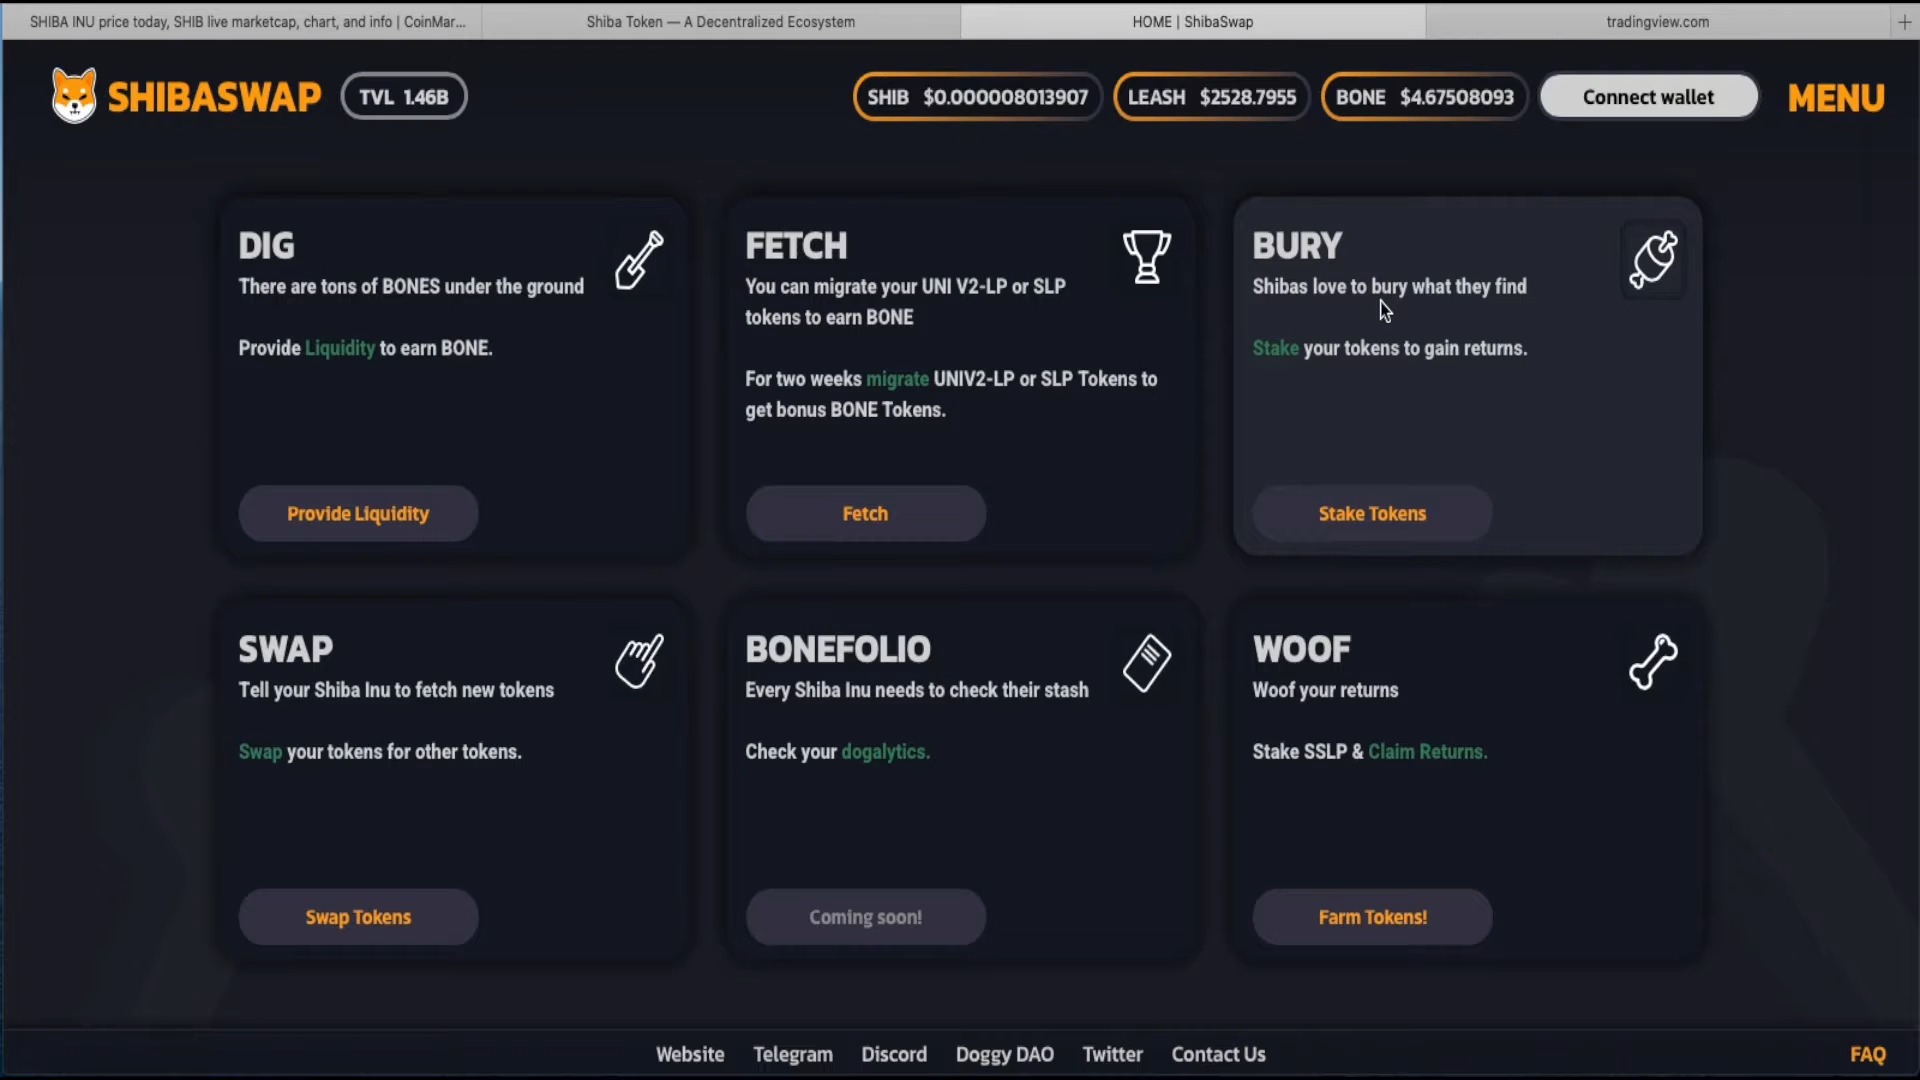 SHIBA INU price today, SHIB live marketcap, chart, and info | CoinMar...
Shiba Token — A Decentralized Ecosystem
HOME | ShibaSwap
tradingview.com
SHIBASWAP
TVL 1.46B
SHIB $0.000008013907
LEASH $2528.7955
BONE $4.67508093
Connect wallet
MENU
DIG
There are tons of BONES under the ground
Provide Liquidity to earn BONE.
Provide Liquidity
FETCH
You can migrate your UNI V2-LP or SLP
tokens to earn BONE
For two weeks migrate UNIV2-LP or SLP Tokens to
get bonus BONE Tokens.
Fetch
BURY
Shibas love to bury what they find
Stake your tokens to gain returns.
Stake Tokens
SWAP
Tell your Shiba Inu to fetch new tokens
Swap your tokens for other tokens.
Swap Tokens
BONEFOLIO
Every Shiba Inu needs to check their stash
Check your dogalytics.
Coming soon!
WOOF
Woof your returns
Stake SSLP & Claim Returns.
Farm Tokens!
Website
Telegram
Discord
Doggy DAO
Twitter
Contact Us
FAQ